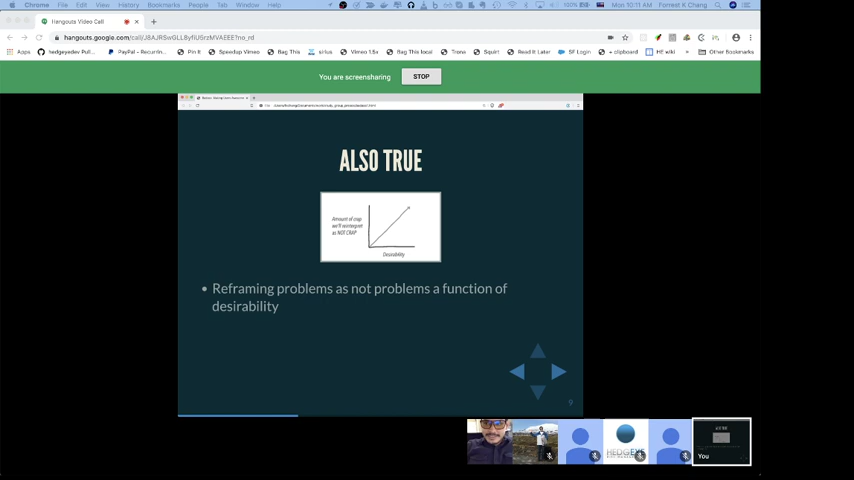 Chrome File Edit View History Bookmarks People Tab Window Help
100% Mon 10:11 AM Forrest K Chang
Hangouts Video Call
hangouts.google.com/call/
Apps hedgeyedev Pull... PayPal - Recurrin... Pin It Speedup Vimeo Bag This sirius Vimeo 1.5x Bag This local Trons Squirt Read It Later SF Login + clipboard HE wiki Other Bookmarks
You are screensharing STOP
ALSO TRUE
Amount of crap
we'll reinterpret
as NOT CRAP
Desirability
• Reframing problems as not problems a function of
desirability
9
HEDGEYE
You